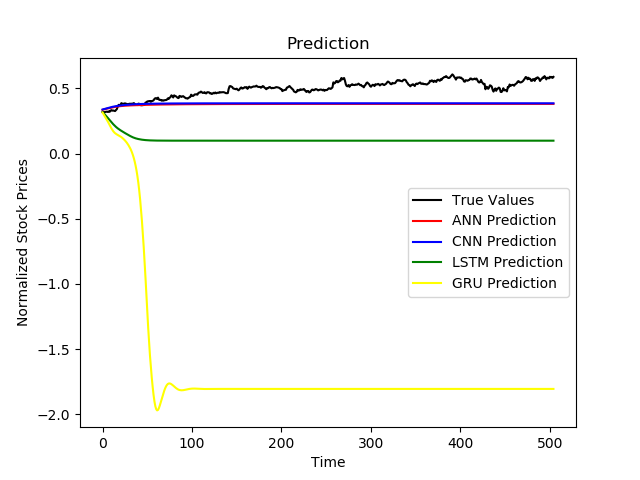 Prediction
Normalized Stock Prices
0.5
0.0
−0.5
−1.0
−1.5
−2.0
True Values
ANN Prediction
CNN Prediction
LSTM Prediction
GRU Prediction
0 100 200 300 400 500
Time